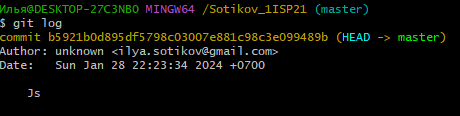 Илья@DESKTOP-27C3NBO MINGW64 /Sotikov_1ISP21 (master)
$ git log
commit b5921b0d895df5798c03007e881c98c3e099489b (HEAD -> master)
Author: unknown <ilya.sotikov@gmail.com>
Date:   Sun Jan 28 22:23:34 2024 +0700
Js